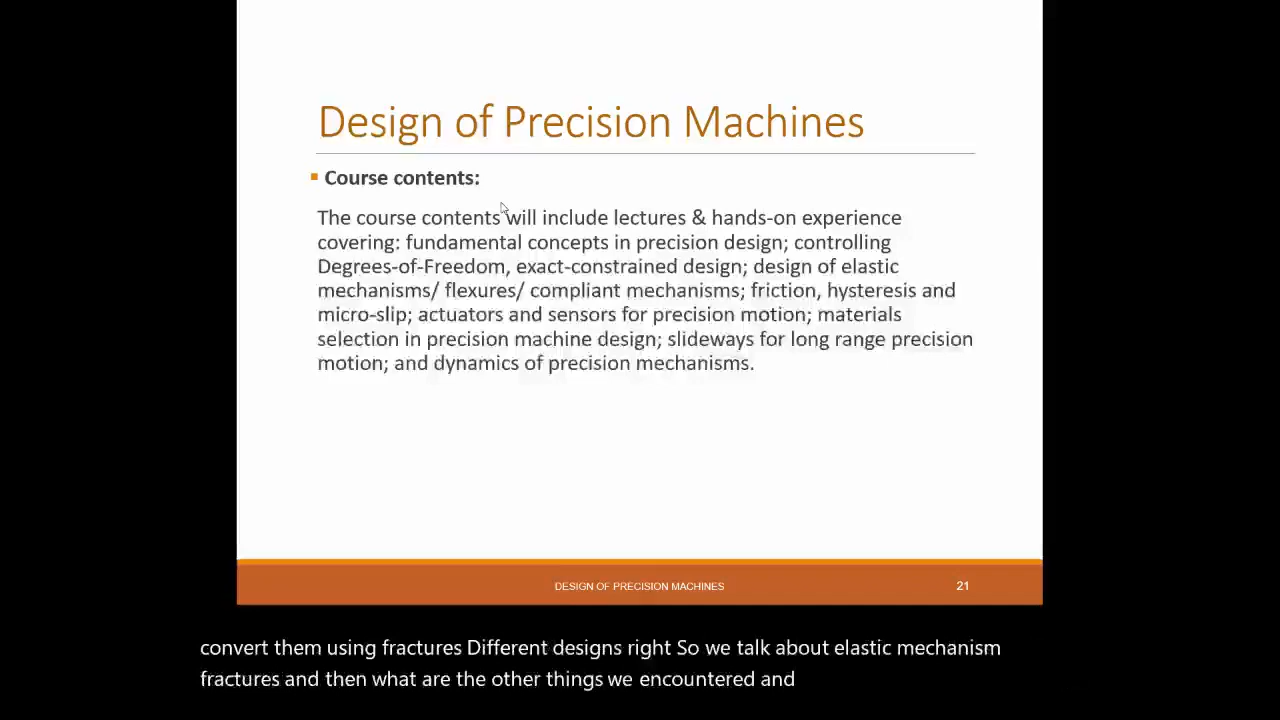 Design of Precision Machines
Course contents:
The course contents will include lectures & hands-on experience
covering: fundamental concepts in precision design; controlling
Degrees-of-Freedom, exact-constrained design; design of elastic
mechanisms/ flexures/ compliant mechanisms; friction, hysteresis and
micro-slip; actuators and sensors for precision motion; materials
selection in precision machine design; slideways for long range precision
motion; and dynamics of precision mechanisms.
DESIGN OF PRECISION MACHINES
21
convert them using fractures Different designs right So we talk about elastic mechanism
fractures and then what are the other things we encountered and